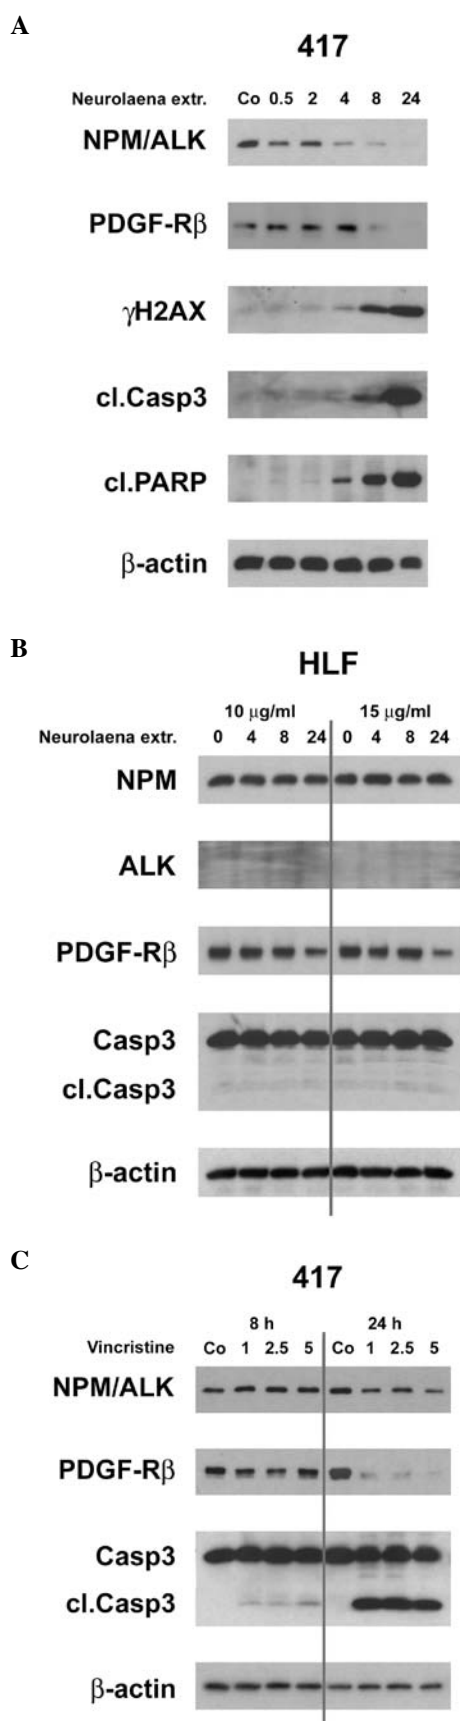 A
417
Neurolaena extr. Co 0.5 2 4 8 24
NPM/ALK
PDGF-Rβ
γH2AX
cl.Casp3
cl.PARP
β-actin
B
HLF
10 μg/ml 15 μg/ml
Neurolaena extr. 0 4 8 24 0 4 8 24
NPM
ALK
PDGF-Rβ
Casp3
cl.Casp3
β-actin
C
417
8 h 24 h
Vincristine Co 1 2.5 5 Co 1 2.5 5
NPM/ALK
PDGF-Rβ
Casp3
cl.Casp3
β-actin